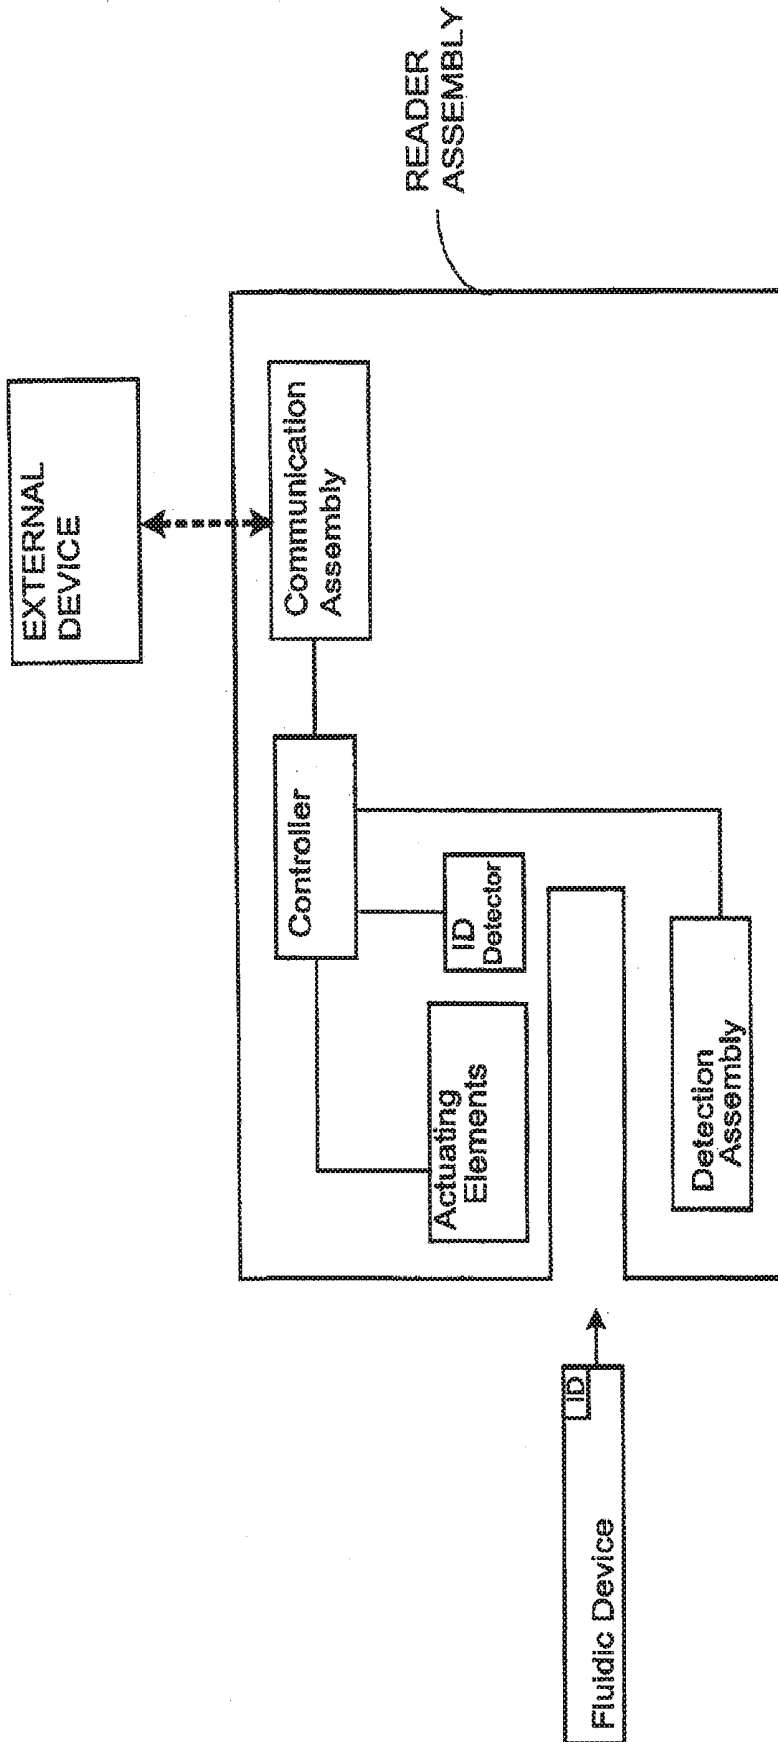 EXTERNAL
DEVICE
READER
ASSEMBLY
Communication
Assembly
Controller
ID
Detector
Actuating
Elements
Detection
Assembly
ID
Fluidic Device